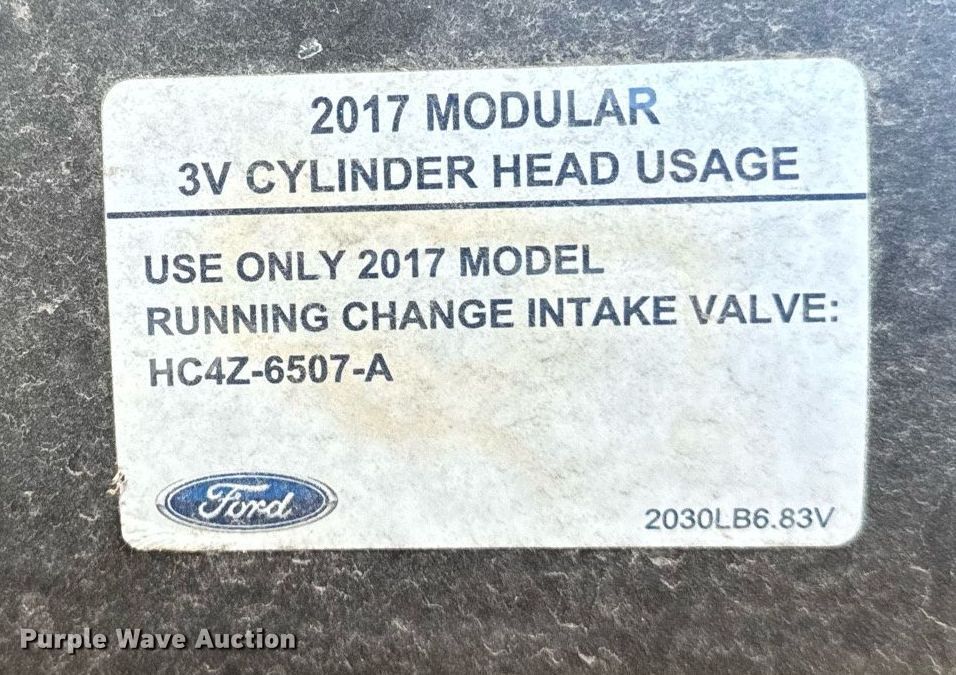 2017 MODULAR
3V CYLINDER HEAD USAGE
USE ONLY 2017 MODEL
RUNNING CHANGE INTAKE VALVE:
HC4Z-6507-A
Ford
2030LB6.83V
Purple Wave Auction